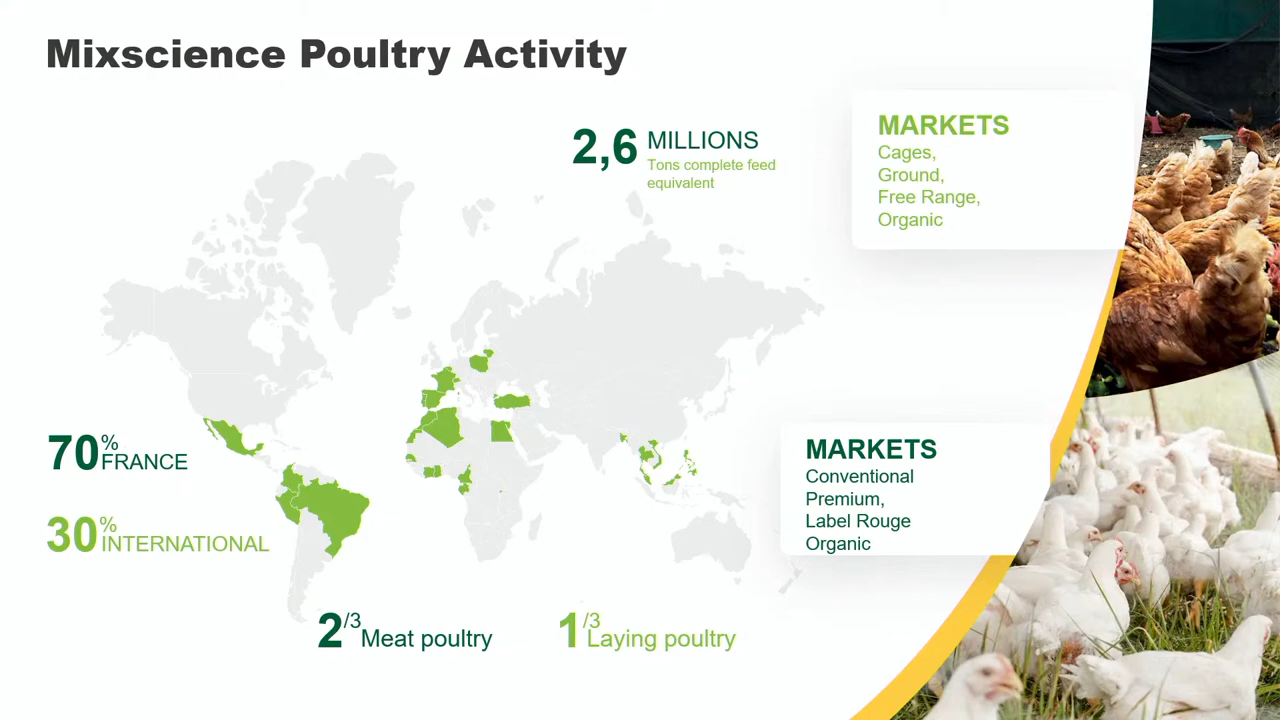 Mixscience Poultry Activity
2,6 MILLIONS
Tons complete feed
equivalent
MARKETS
Cages,
Ground,
Free Range,
Organic
70% FRANCE
30% INTERNATIONAL
MARKETS
Conventional
Premium,
Label Rouge
Organic
2/3 Meat poultry
1/3 Laying poultry